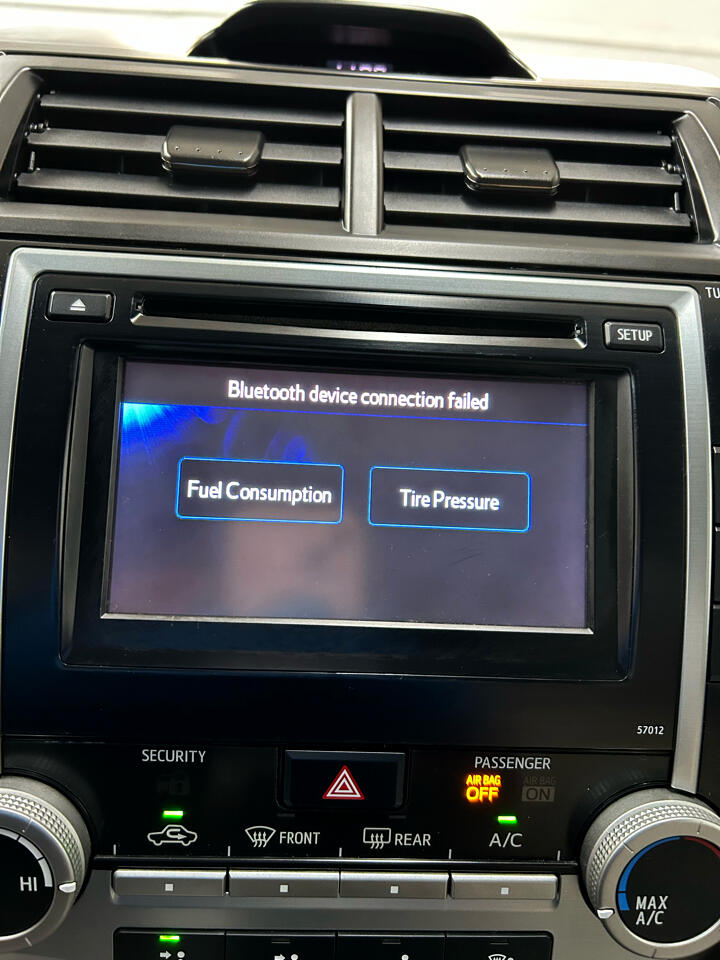 SETUP
TU
Bluetooth device connection failed
Fuel Consumption
Tire Pressure
57012
SECURITY
PASSENGER
AIR BAG
OFF
AIR BAG
ON
FRONT
REAR
A/C
HI
MAX
A/C